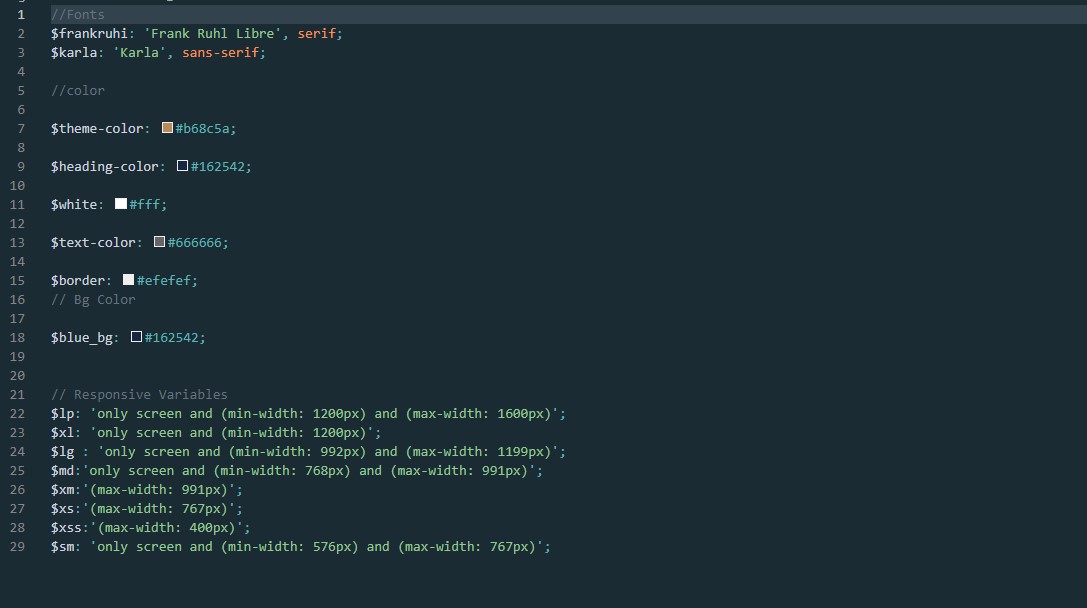 1 //Fonts
2 $frankruhi: 'Frank Ruhl Libre', serif;
3 $karla: 'Karla', sans-serif;
4
5 //color
6
7 $theme-color: #b68c5a;
8
9 $heading-color: #162542;
10
11 $white: #fff;
12
13 $text-color: #666666;
14
15 $border: #efefef;
16 // Bg Color
17
18 $blue_bg: #162542;
19
20
21 // Responsive Variables
22 $lp: 'only screen and (min-width: 1200px) and (max-width: 1600px)';
23 $xl: 'only screen and (min-width: 1200px)';
24 $lg : 'only screen and (min-width: 992px) and (max-width: 1199px)';
25 $md:'only screen and (min-width: 768px) and (max-width: 991px)';
26 $xm:'(max-width: 991px)';
27 $xs:'(max-width: 767px)';
28 $xss:'(max-width: 400px)';
29 $sm: 'only screen and (min-width: 576px) and (max-width: 767px)';